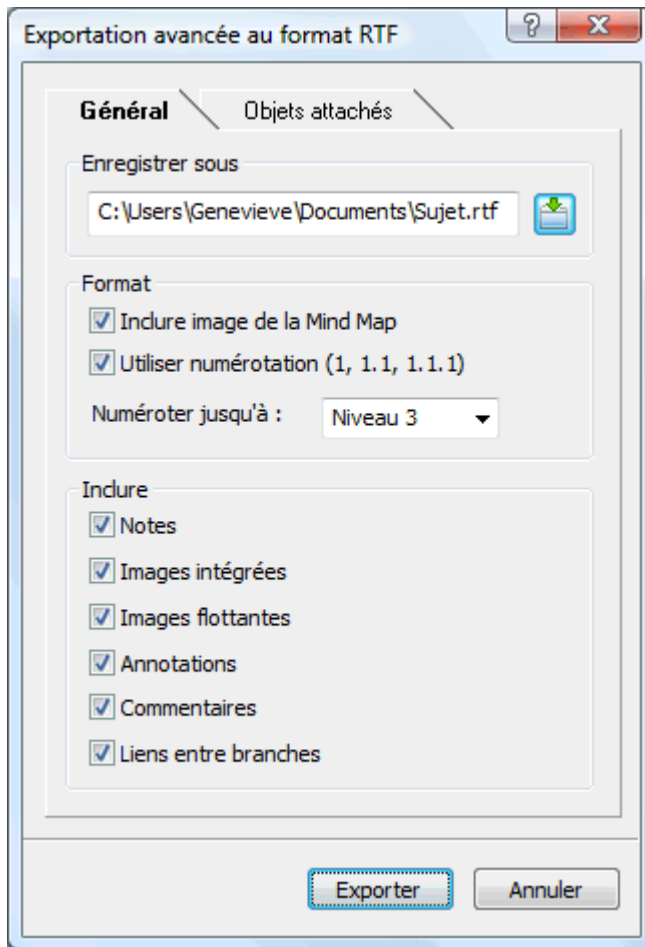 Exportation avancée au format RTF
Général
Objets attachés
Enregistrer sous
C:\Users\Genevieve\Documents\Sujet.rtf
Format
Inclure image de la Mind Map
Utiliser numérotation (1, 1.1, 1.1.1)
Numéroter jusqu'à :
Niveau 3
Inclure
Notes
Images intégrées
Images flottantes
Annotations
Commentaires
Liens entre branches
Exporter
Annuler